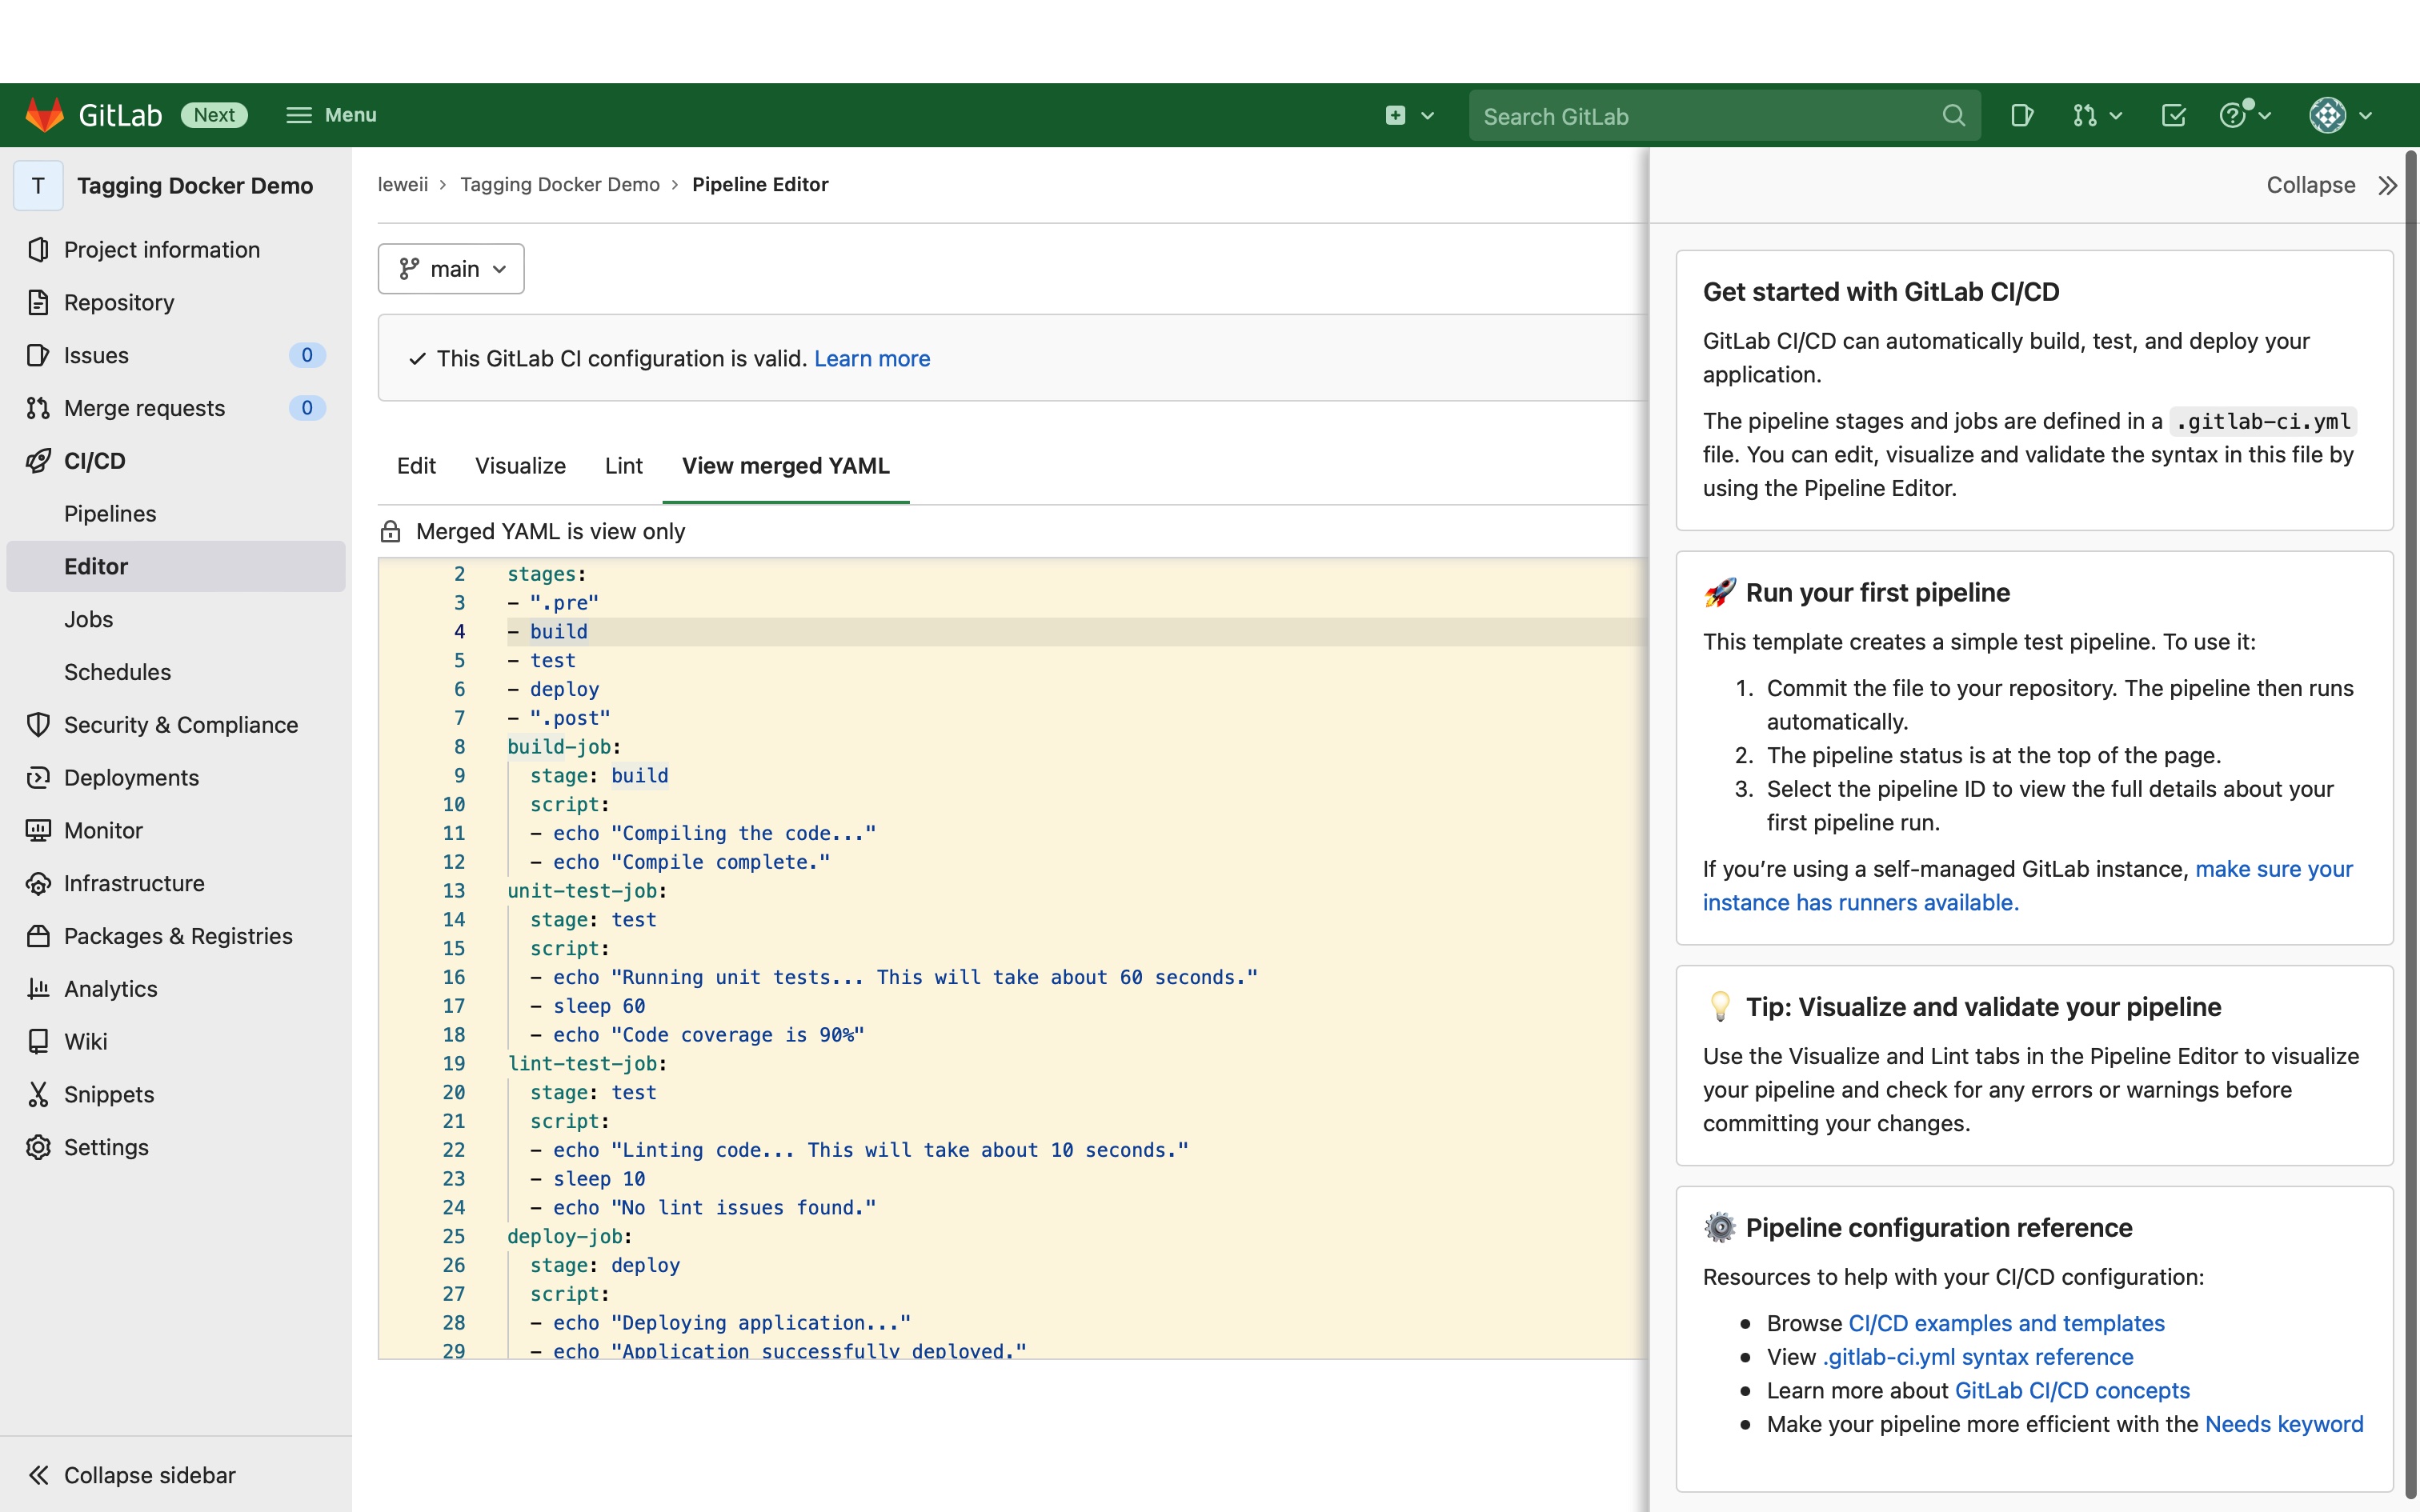 GitLab Next Menu Search GitLab
T Tagging Docker Demo
Project information
Repository
Issues 0
Merge requests 0
CI/CD
Pipelines
Editor
Jobs
Schedules
Security & Compliance
Deployments
Monitor
Infrastructure
Packages & Registries
Analytics
Wiki
Snippets
Settings
Collapse sidebar
leweii › Tagging Docker Demo › Pipeline Editor
main
✓ This GitLab CI configuration is valid. Learn more
Edit Visualize Lint View merged YAML
Merged YAML is view only
2 stages:
3 - ".pre"
4 - build
5 - test
6 - deploy
7 - ".post"
8 build-job:
9 stage: build
10 script:
11 - echo "Compiling the code..."
12 - echo "Compile complete."
13 unit-test-job:
14 stage: test
15 script:
16 - echo "Running unit tests... This will take about 60 seconds."
17 - sleep 60
18 - echo "Code coverage is 90%"
19 lint-test-job:
20 stage: test
21 script:
22 - echo "Linting code... This will take about 10 seconds."
23 - sleep 10
24 - echo "No lint issues found."
25 deploy-job:
26 stage: deploy
27 script:
28 - echo "Deploying application..."
29 - echo "Application successfully deployed."
Collapse
Get started with GitLab CI/CD
GitLab CI/CD can automatically build, test, and deploy your
application.
The pipeline stages and jobs are defined in a .gitlab-ci.yml
file. You can edit, visualize and validate the syntax in this file by
using the Pipeline Editor.
🚀 Run your first pipeline
This template creates a simple test pipeline. To use it:
1. Commit the file to your repository. The pipeline then runs
automatically.
2. The pipeline status is at the top of the page.
3. Select the pipeline ID to view the full details about your
first pipeline run.
If you’re using a self-managed GitLab instance, make sure your
instance has runners available.
💡 Tip: Visualize and validate your pipeline
Use the Visualize and Lint tabs in the Pipeline Editor to visualize
your pipeline and check for any errors or warnings before
committing your changes.
⚙️ Pipeline configuration reference
Resources to help with your CI/CD configuration:
• Browse CI/CD examples and templates
• View .gitlab-ci.yml syntax reference
• Learn more about GitLab CI/CD concepts
• Make your pipeline more efficient with the Needs keyword